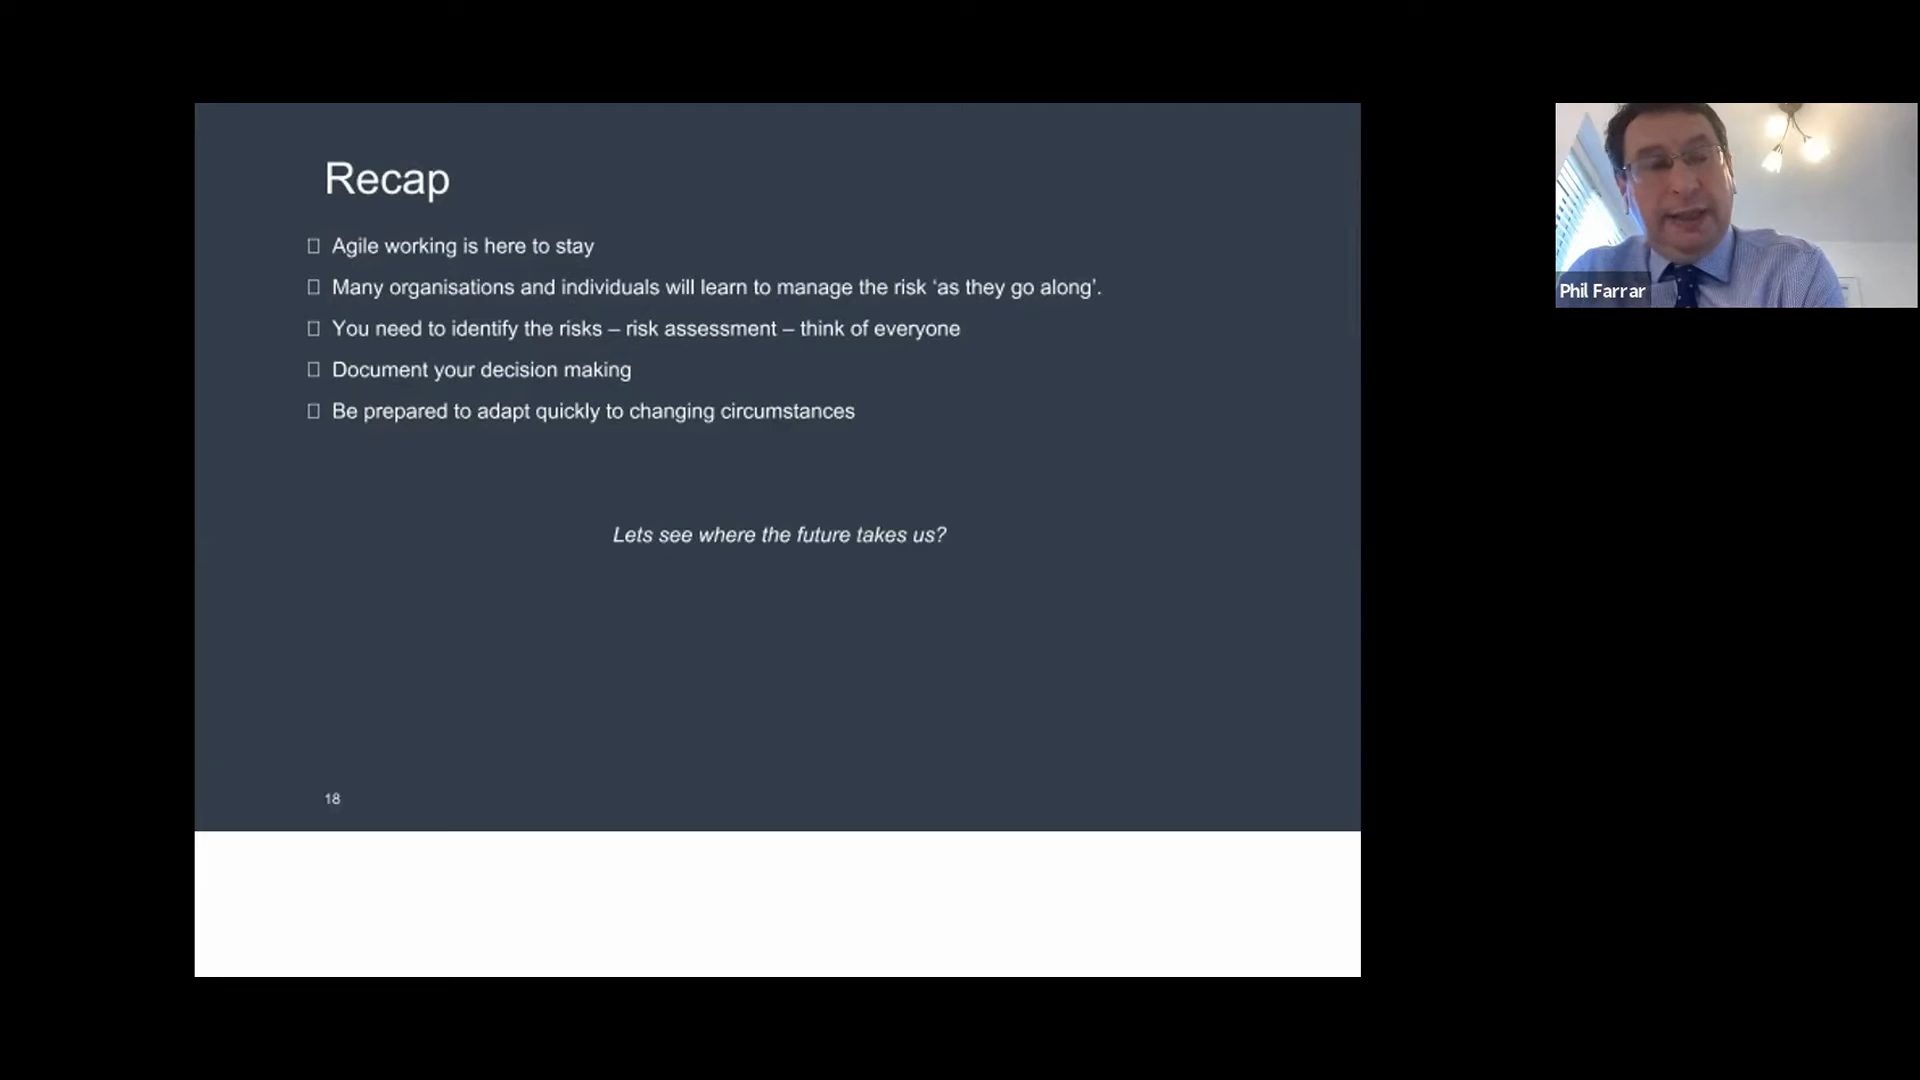 Recap
Agile working is here to stay
Many organisations and individuals will learn to manage the risk ‘as they go along’.
You need to identify the risks – risk assessment – think of everyone
Document your decision making
Be prepared to adapt quickly to changing circumstances
Lets see where the future takes us?
18
Phil Farrar